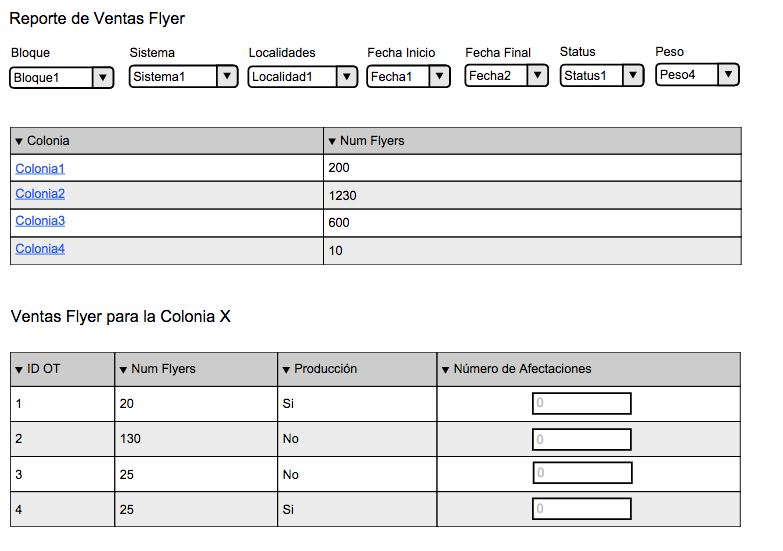 Reporte de Ventas Flyer
Bloque Sistema Localidades Fecha Inicio Fecha Final Status Peso
Bloque1 Sistema1 Localidad1 Fecha1 Fecha2 Status1 Peso4
Colonia Num Flyers
Colonia1 200
Colonia2 1230
Colonia3 600
Colonia4 10
Ventas Flyer para la Colonia X
ID OT Num Flyers Producción Número de Afectaciones
1 20 Si 0
2 130 No 0
3 25 No 0
4 25 Si 0